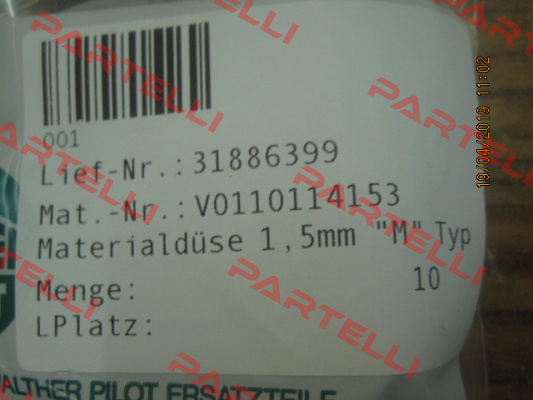 001
Lief-Nr.: 31886399
Mat.-Nr.: V0110114153
Materialdüse 1,5mm "M" Typ
Menge: 10
LPlatz:
WALTHER PILOT ERSATZTEILE
19/04/2019 11:02
PARTELLI
PARTELLI
PARTELLI
PARTELLI
PARTELLI
PARTELLI